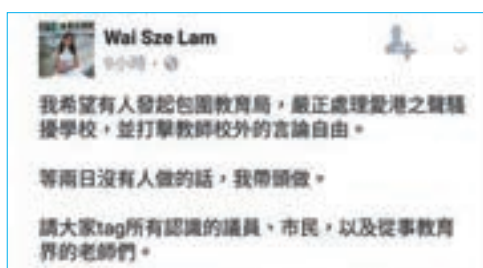 Wai Sze Lam
9小時
我希望有人發起包圍教育局，嚴正處理愛港之聲騷
擾學校，並打擊教師校外的言論自由。
等兩日沒有人做的話，我帶頭做。
請大家tag所有認識的議員、市民，以及從事教育
界的老師們。